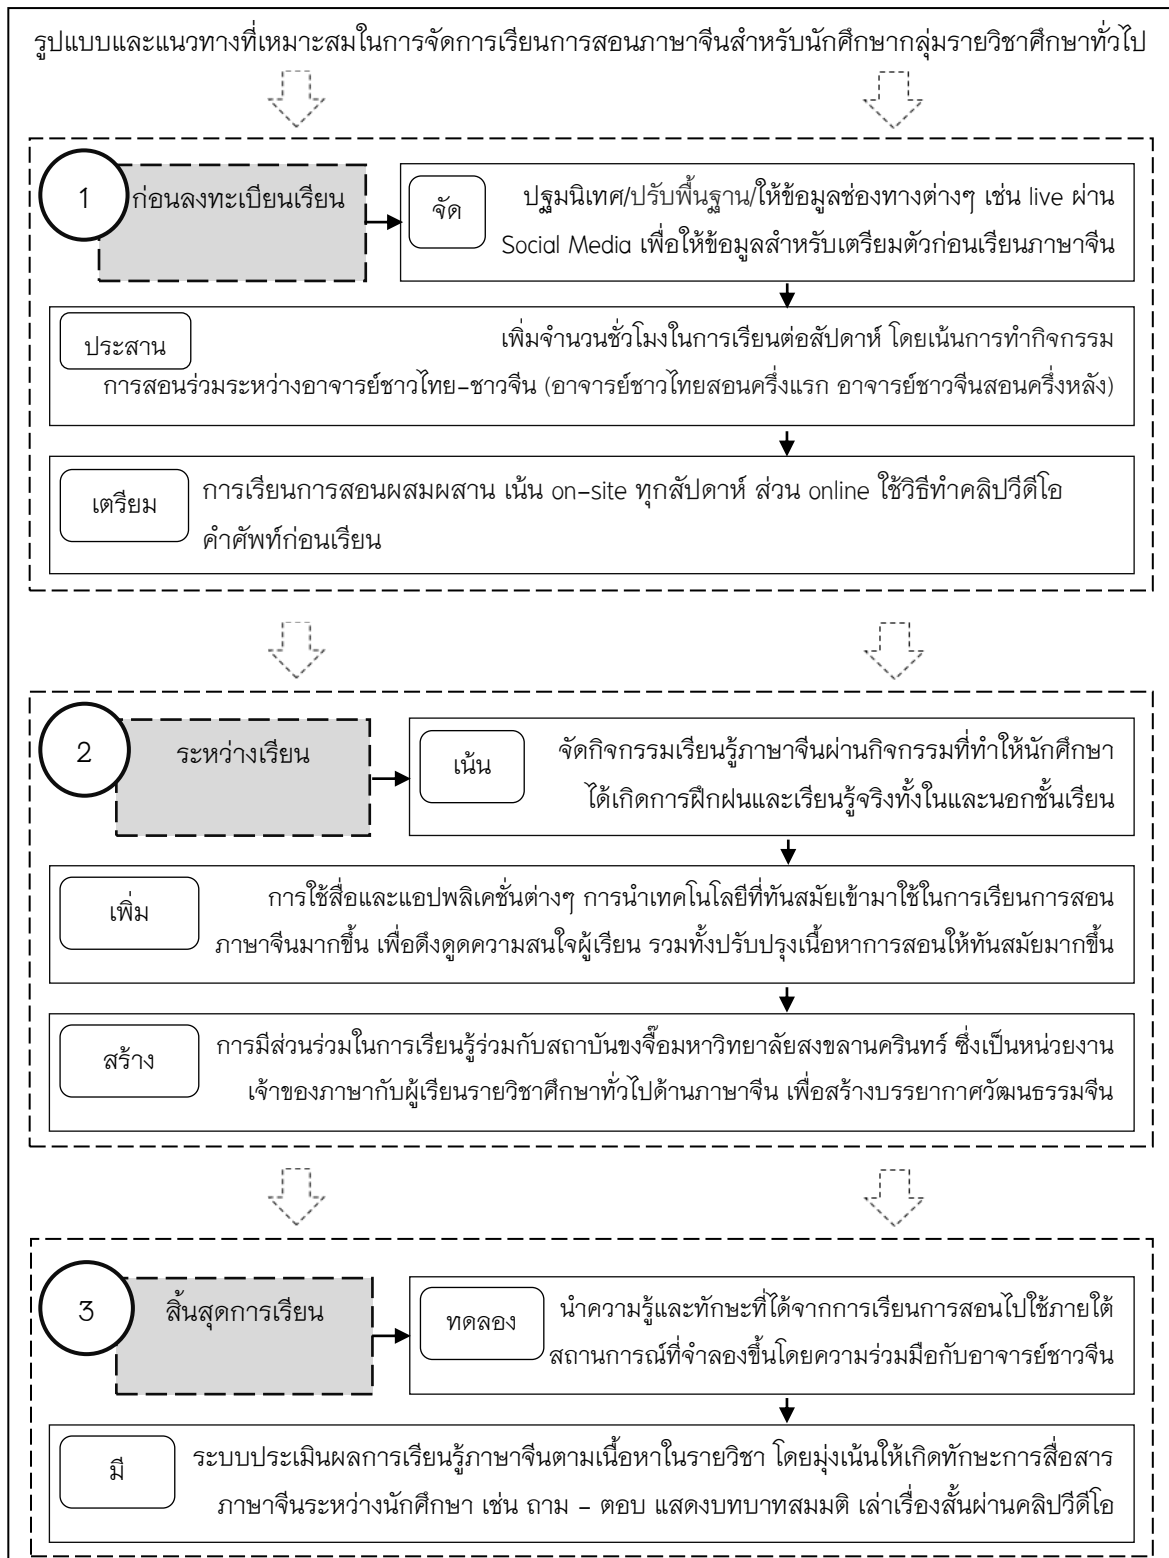 รูปแบบและแนวทางที่เหมาะสมในการจัดการเรียนการสอนภาษาจีนสำหรับนักศึกษากลุ่มรายวิชาศึกษาทั่วไป
1
ก่อนลงทะเบียนเรียน
จัด
ปฐมนิเทศ/ปรับพื้นฐาน/ให้ข้อมูลช่องทางต่างๆ เช่น live ผ่าน
Social Media เพื่อให้ข้อมูลสำหรับเตรียมตัวก่อนเรียนภาษาจีน
ประสาน
เพิ่มจำนวนชั่วโมงในการเรียนต่อสัปดาห์ โดยเน้นการทำกิจกรรม
การสอนร่วมระหว่างอาจารย์ชาวไทย-ชาวจีน (อาจารย์ชาวไทยสอนครึ่งแรก อาจารย์ชาวจีนสอนครึ่งหลัง)
เตรียม
การเรียนการสอนผสมผสาน เน้น on-site ทุกสัปดาห์ ส่วน online ใช้วิธีทำคลิปวีดีโอ
คำศัพท์ก่อนเรียน
2
ระหว่างเรียน
เน้น
จัดกิจกรรมเรียนรู้ภาษาจีนผ่านกิจกรรมที่ทำให้นักศึกษา
ได้เกิดการฝึกฝนและเรียนรู้จริงทั้งในและนอกชั้นเรียน
เพิ่ม
การใช้สื่อและแอปพลิเคชั่นต่างๆ การนำเทคโนโลยีที่ทันสมัยเข้ามาใช้ในการเรียนการสอน
ภาษาจีนมากขึ้น เพื่อดึงดูดความสนใจผู้เรียน รวมทั้งปรับปรุงเนื้อหาการสอนให้ทันสมัยมากขึ้น
สร้าง
การมีส่วนร่วมในการเรียนรู้ร่วมกับสถาบันขงจื๊อมหาวิทยาลัยสงขลานครินทร์ ซึ่งเป็นหน่วยงาน
เจ้าของภาษากับผู้เรียนรายวิชาศึกษาทั่วไปด้านภาษาจีน เพื่อสร้างบรรยากาศวัฒนธรรมจีน
3
สิ้นสุดการเรียน
ทดลอง
นำความรู้และทักษะที่ได้จากการเรียนการสอนไปใช้ภายใต้
สถานการณ์ที่จำลองขึ้นโดยความร่วมมือกับอาจารย์ชาวจีน
มี
ระบบประเมินผลการเรียนรู้ภาษาจีนตามเนื้อหาในรายวิชา โดยมุ่งเน้นให้เกิดทักษะการสื่อสาร
ภาษาจีนระหว่างนักศึกษา เช่น ถาม - ตอบ แสดงบทบาทสมมติ เล่าเรื่องสั้นผ่านคลิปวีดีโอ